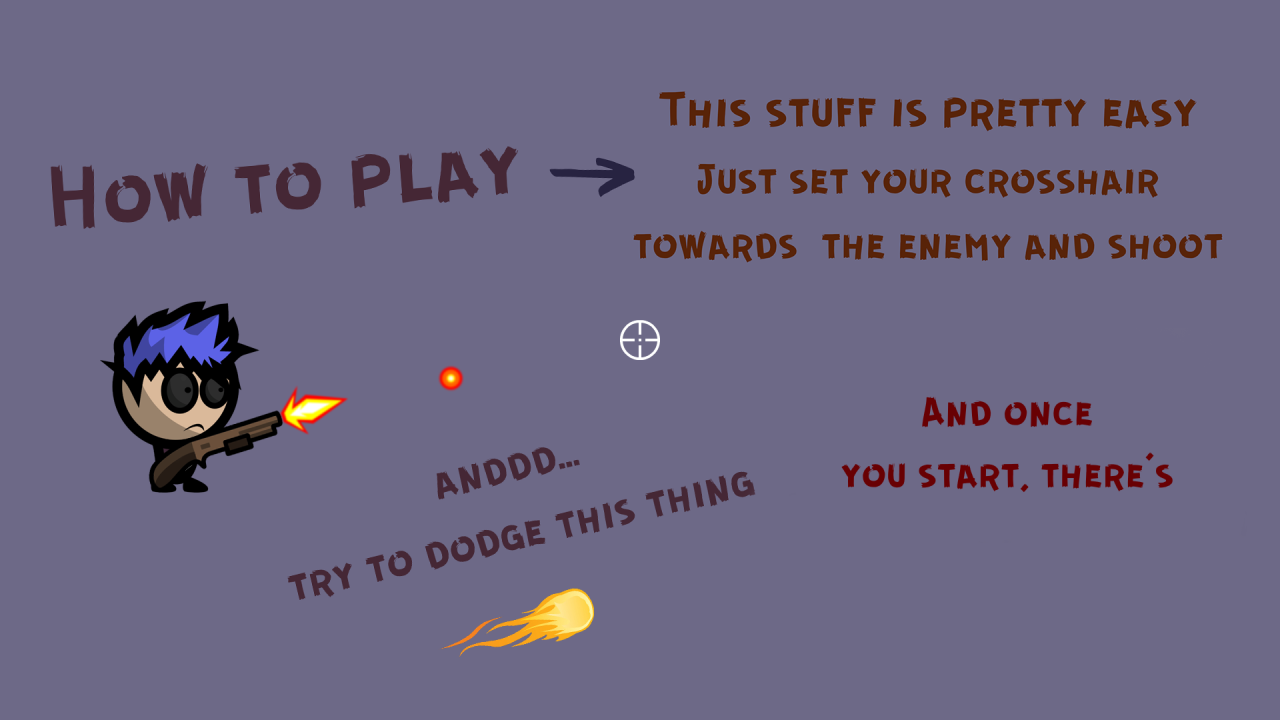 How to Play
This stuff is pretty easy
Just set your crosshair
towards the enemy and shoot
And once
you start, there's
anddd...
try to dodge this thing